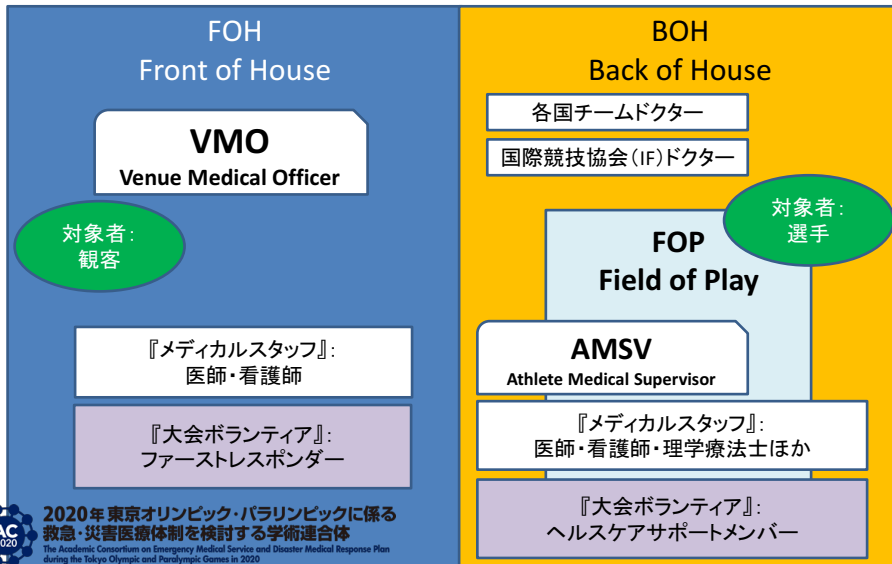 FOH
Front of House
VMO
Venue Medical Officer
対象者:
観客
『メディカルスタッフ』:
医師・看護師
『大会ボランティア』:
ファーストレスポンダー
BOH
Back of House
各国チームドクター
国際競技協会(IF)ドクター
対象者:
選手
FOP
Field of Play
AMSV
Athlete Medical Supervisor
『メディカルスタッフ』:
医師・看護師・理学療法士ほか
『大会ボランティア』:
ヘルスケアサポートメンバー
AC
2020年東京オリンピック・パラリンピックに係る
救急・災害医療体制を検討する学術連合体
The Academic Consortium on Emergency Medical Service and Disaster Medical Response Plan
during the Tokyo Olympic and Paralympic Games in 2020